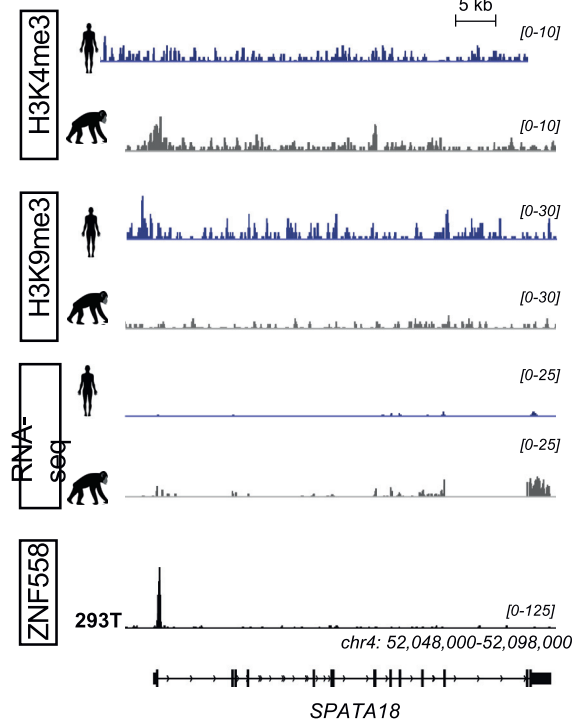 5 kb
H3K4me3
[0-10]
[0-10]
H3K9me3
[0-30]
[0-30]
RNA-
seq
[0-25]
[0-25]
ZNF558
293T
[0-125]
chr4: 52,048,000-52,098,000
SPATA18